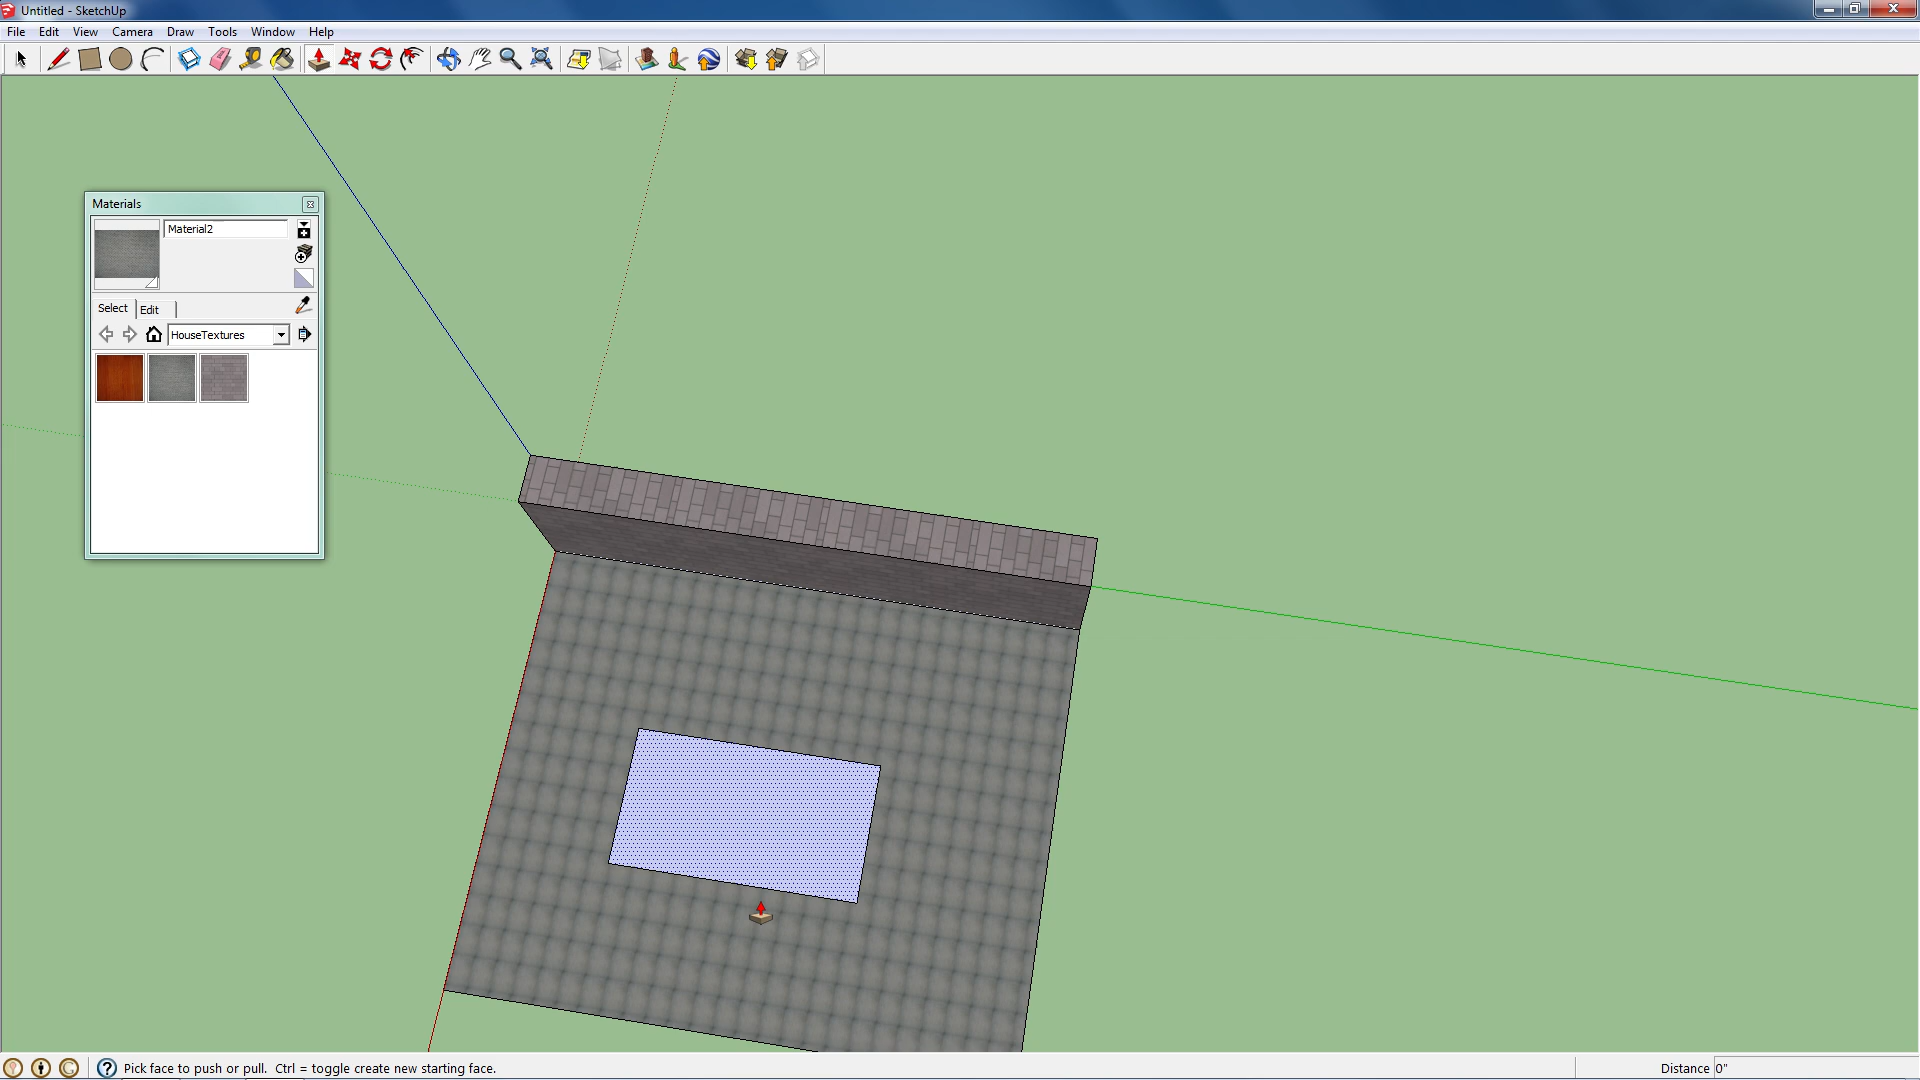 Untitled - SketchUp
File Edit View Camera Draw Tools Window Help
Materials
Material2
Select Edit
HouseTextures
Pick face to push or pull. Ctrl = toggle create new starting face.
Distance 0"